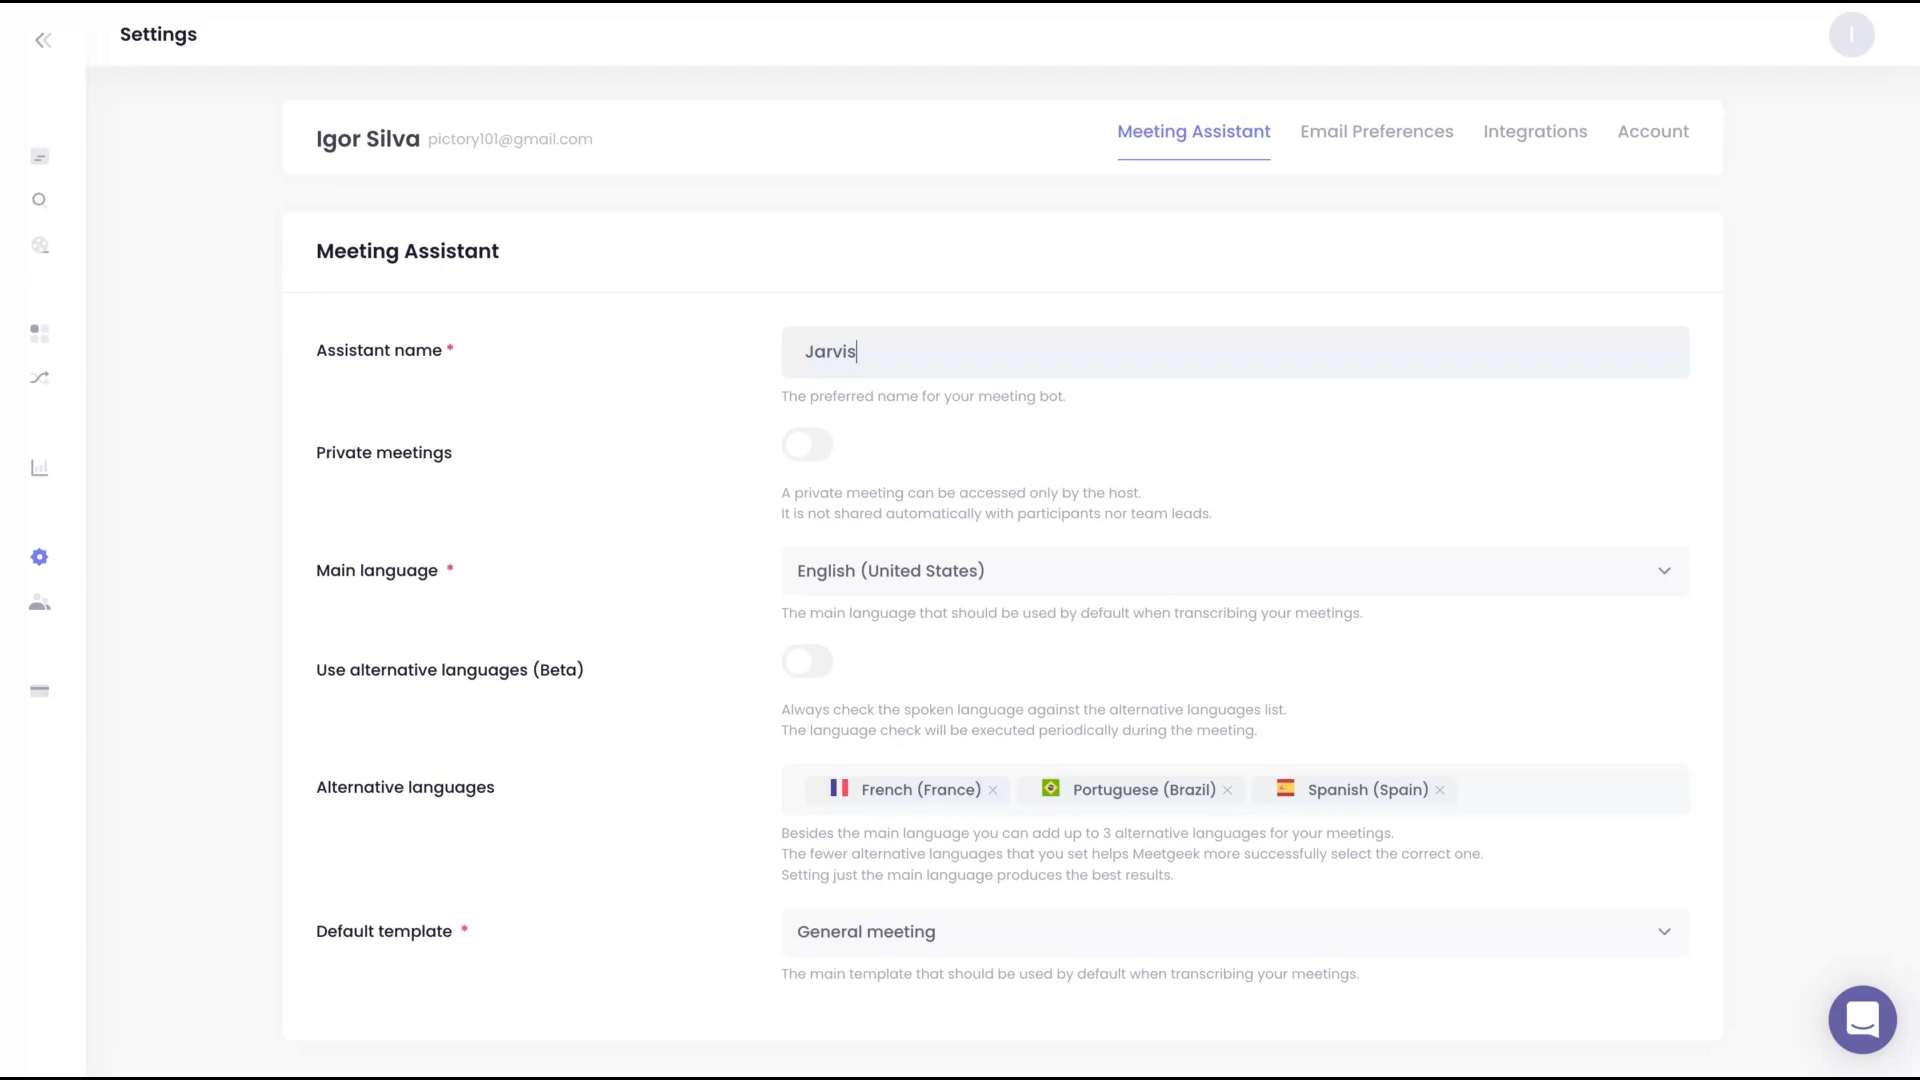 Settings
I
Igor Silva pictory101@gmail.com
Meeting Assistant
Email Preferences
Integrations
Account
Meeting Assistant
Assistant name *
Jarvis
The preferred name for your meeting bot.
Private meetings
A private meeting can be accessed only by the host.
It is not shared automatically with participants nor team leads.
Main language *
English (United States)
The main language that should be used by default when transcribing your meetings.
Use alternative languages (Beta)
Always check the spoken language against the alternative languages list.
The language check will be executed periodically during the meeting.
Alternative languages
French (France) × Portuguese (Brazil) × Spanish (Spain) ×
Besides the main language you can add up to 3 alternative languages for your meetings.
The fewer alternative languages that you set helps Meetgeek more successfully select the correct one.
Setting just the main language produces the best results.
Default template *
General meeting
The main template that should be used by default when transcribing your meetings.